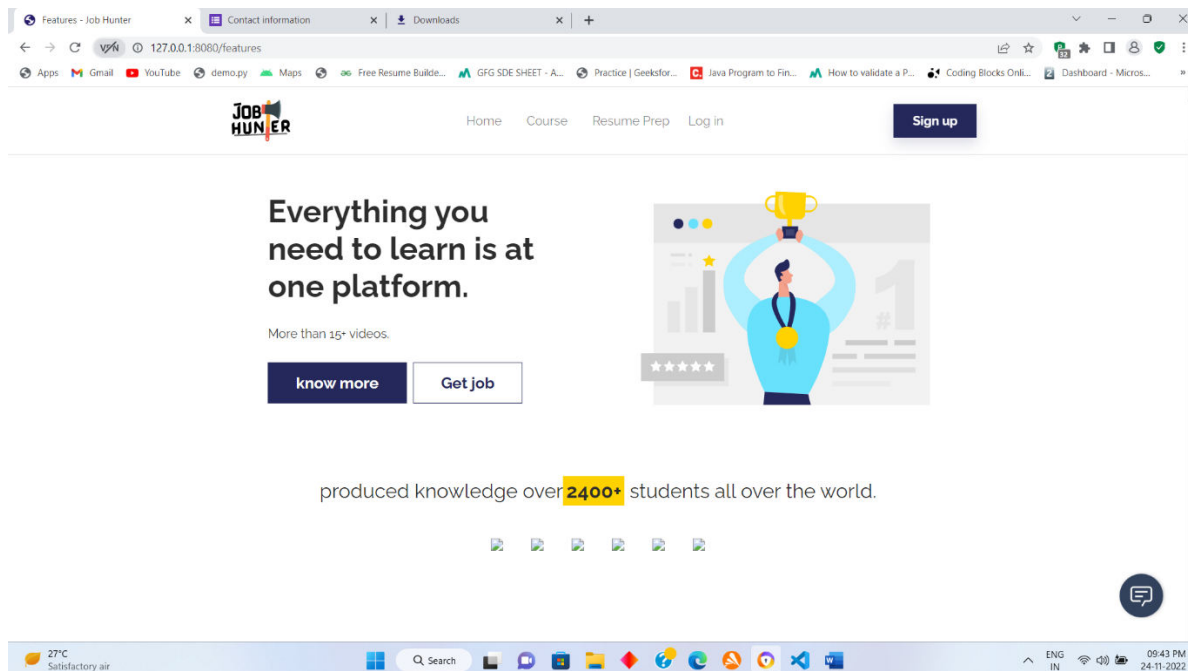 Features - Job Hunter
Contact information
Downloads
VPN 127.0.0.1:8080/features
32
Apps Gmail YouTube demo.py Maps Free Resume Builde... GFG SDE SHEET - A... Practice | Geeksfor... Java Program to Fin... How to validate a P... Coding Blocks Onli... Dashboard - Micros... »
JOB
HUNTER
Home Course Resume Prep Log in
Sign up
Everything you
need to learn is at
one platform.
More than 15+ videos.
know more
Get job
#1
produced knowledge over 2400+ students all over the world.
27°C
Satisfactory air
Search
ENG
IN
09:43 PM
24-11-2022